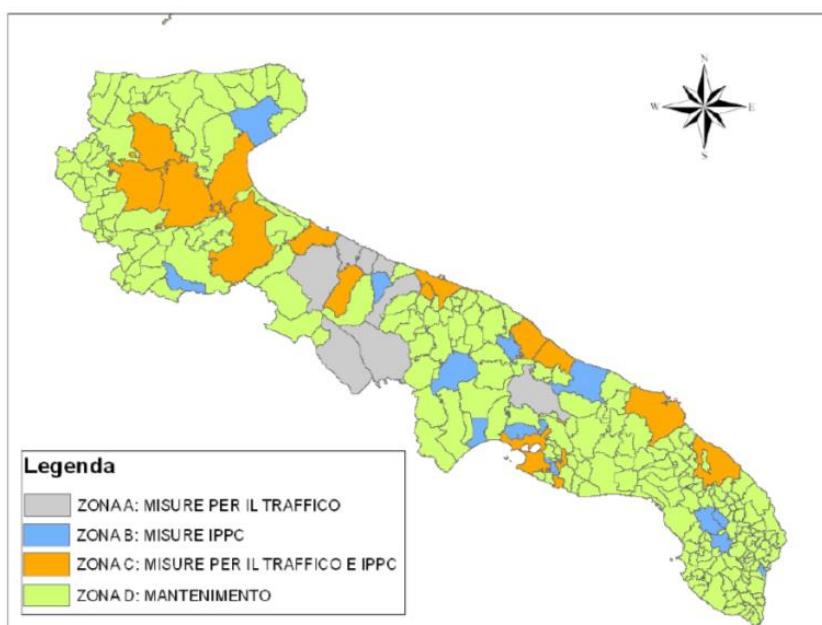 N
W
E
S
Legenda
ZONA A: MISURE PER IL TRAFFICO
ZONA B: MISURE IPPC
ZONA C: MISURE PER IL TRAFFICO E IPPC
ZONA D: MANTENIMENTO